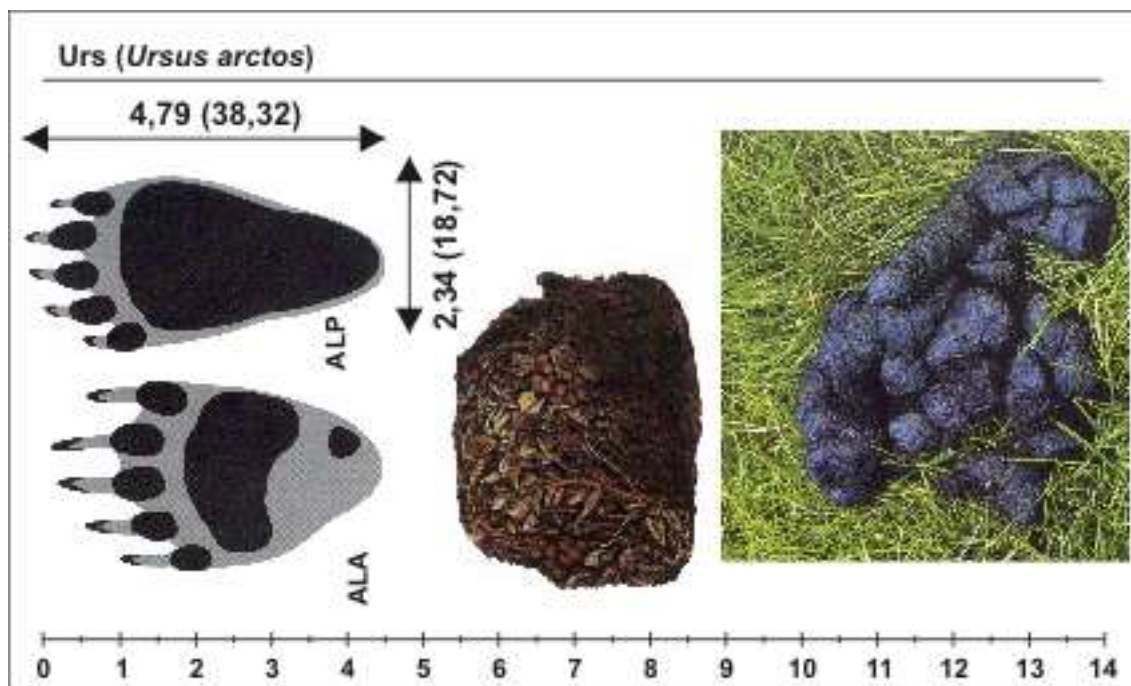 Urs (Ursus arctos)
4,79 (38,32)
2,34 (18,72)
ALP
ALA
0 1 2 3 4 5 6 7 8 9 10 11 12 13 14